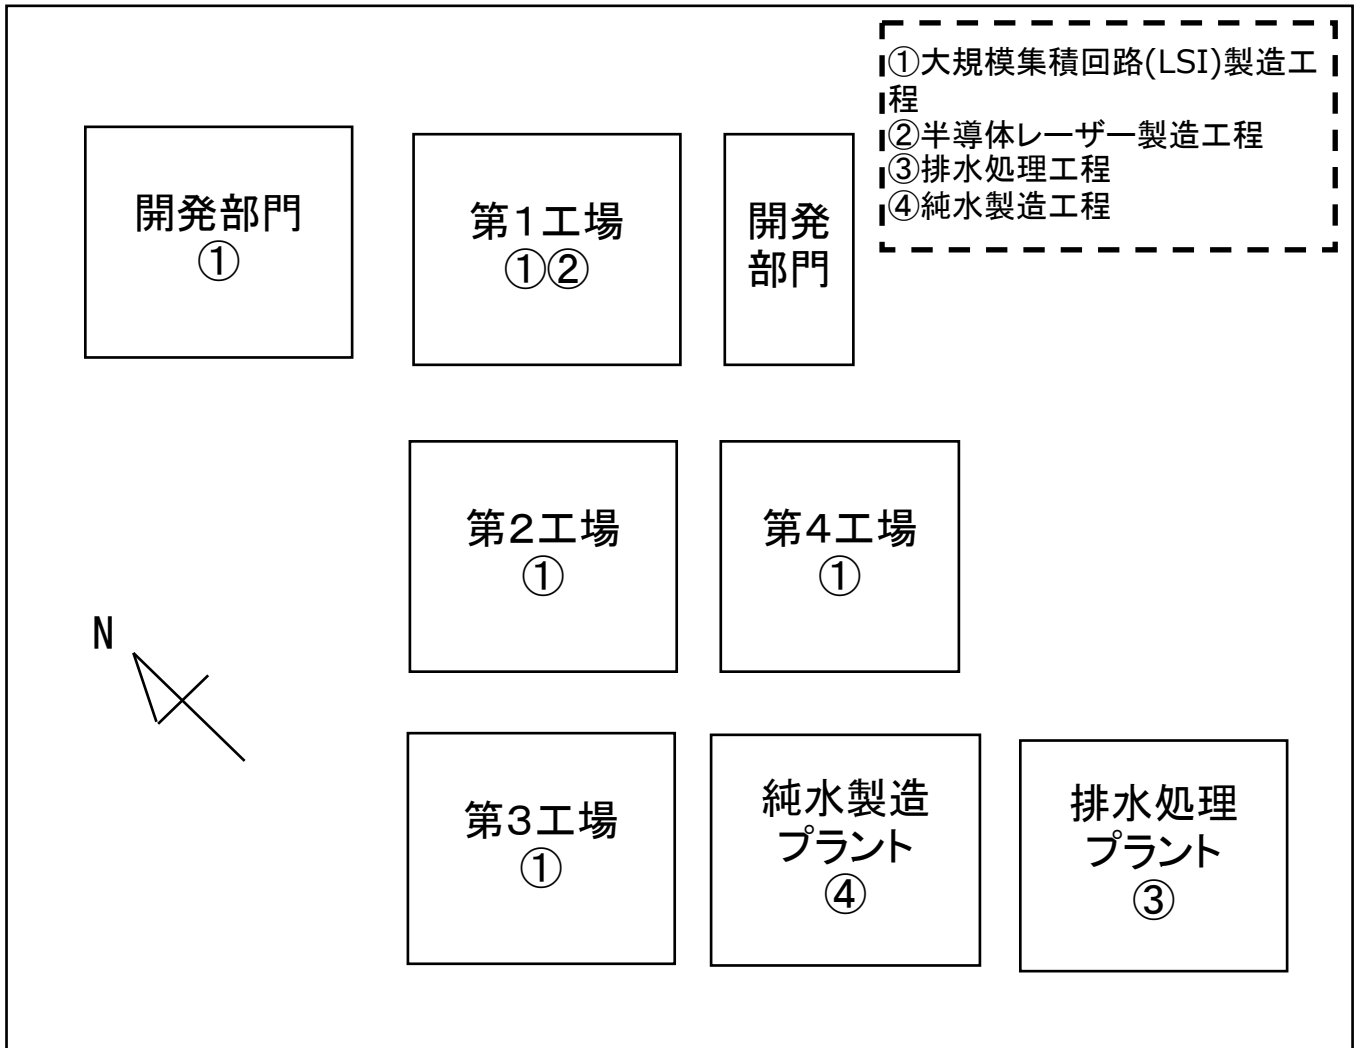 ①大規模集積回路(LSI)製造工
程
②半導体レーザー製造工程
③排水処理工程
④純水製造工程
開発部門
①
第1工場
①②
開発
部門
第2工場
①
第4工場
①
N
第3工場
①
純水製造
プラント
④
排水処理
プラント
③